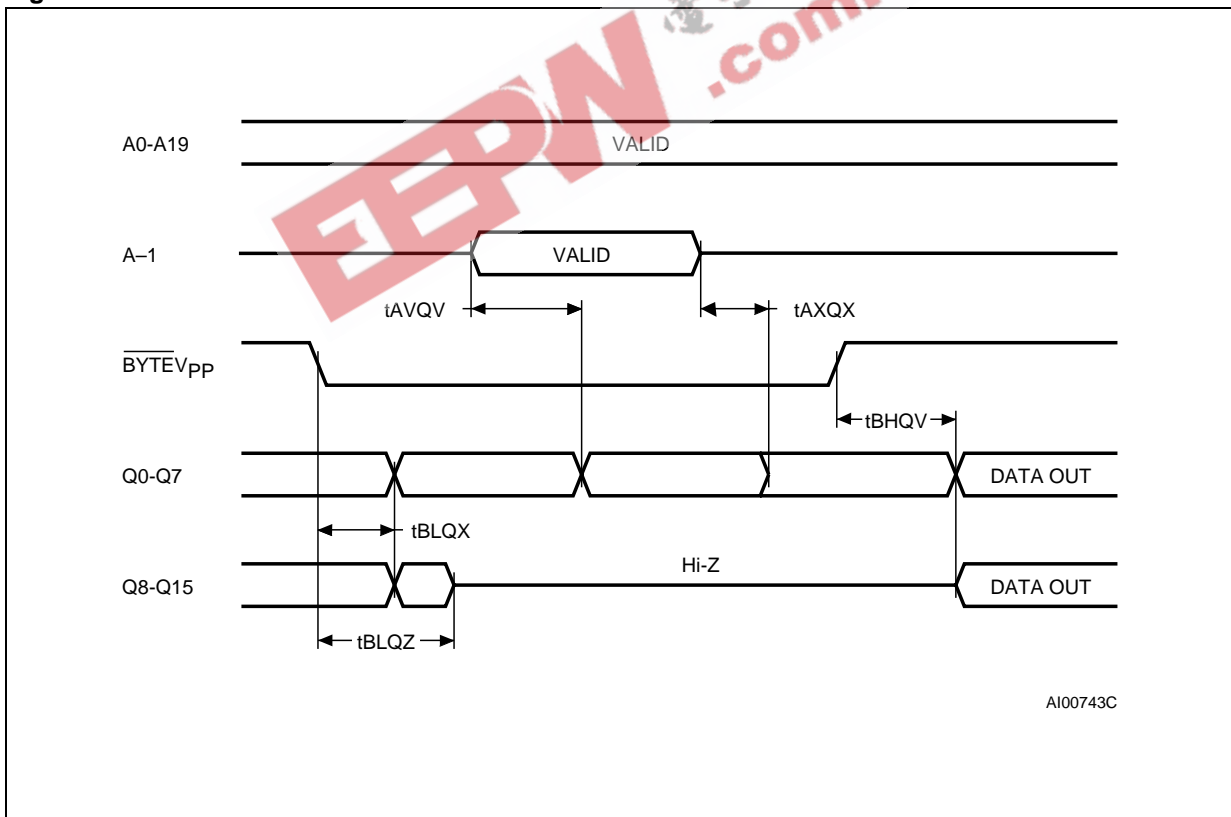 EEPW
.com
A0-A19 VALID
A–1 VALID
tAVQV tAXQX
BYTEVPP
tBHQV
Q0-Q7 DATA OUT
tBLQX
Hi-Z
Q8-Q15 DATA OUT
tBLQZ
AI00743C